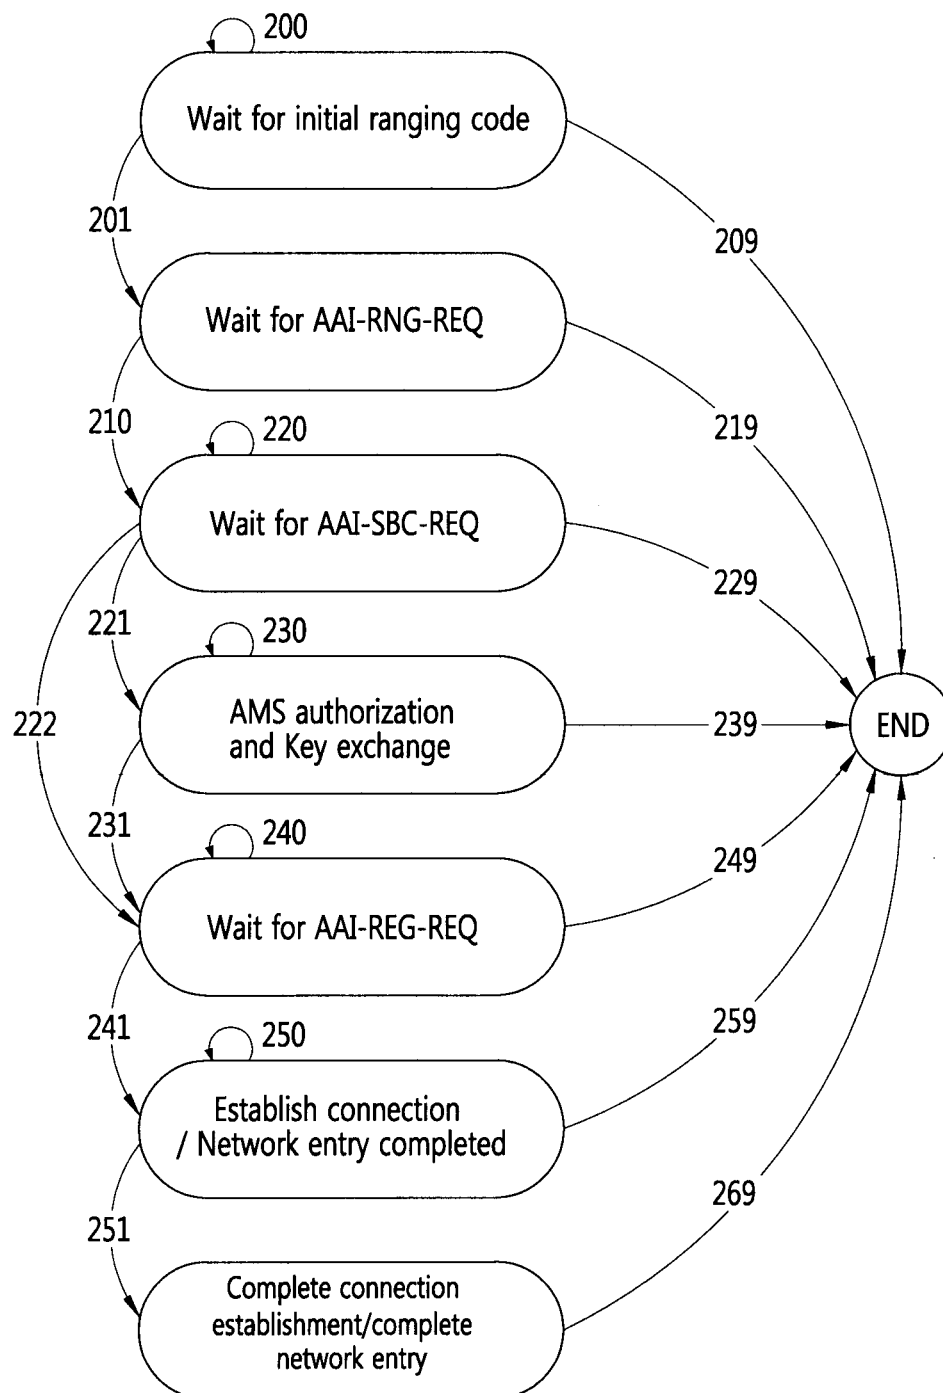 200
Wait for initial ranging code
201
209
Wait for AAI-RNG-REQ
210
219
220
Wait for AAI-SBC-REQ
229
221
230
222
AMS authorization
and Key exchange
239
END
231
240
249
Wait for AAI-REG-REQ
241
250
259
Establish connection
/ Network entry completed
251
269
Complete connection
establishment/complete
network entry